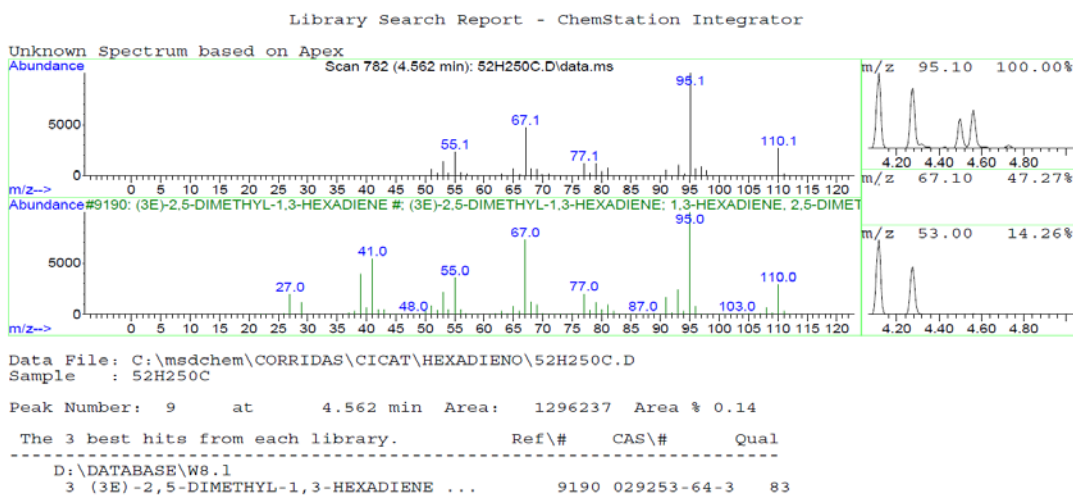 Library Search Report - ChemStation Integrator
Unknown Spectrum based on Apex
Abundance
Scan 782 (4.562 min): 52H250C.D\data.ms
95.1
67.1
55.1
77.1
110.1
5000
0
m/z-->
0 5 10 15 20 25 30 35 40 45 50 55 60 65 70 75 80 85 90 95 100 105 110 115 120
m/z 95.10 100.00%
4.20 4.40 4.60 4.80
m/z 67.10 47.27%
Abundance
#9190: (3E)-2,5-DIMETHYL-1,3-HEXADIENE #: (3E)-2,5-DIMETHYL-1,3-HEXADIENE; 1,3-HEXADIENE, 2,5-DIMET
95.0
67.0
41.0
55.0
27.0
48.0
77.0
87.0
103.0
110.0
5000
0
m/z-->
0 5 10 15 20 25 30 35 40 45 50 55 60 65 70 75 80 85 90 95 100 105 110 115 120
m/z 53.00 14.26%
4.20 4.40 4.60 4.80
Data File: C:\msdchem\CORRIDAS\CICAT\HEXADIENO\52H250C.D
Sample : 52H250C
Peak Number: 9 at 4.562 min Area: 1296237 Area % 0.14
The 3 best hits from each library. Ref\# CAS\# Qual
D:\DATABASE\W8.l
3 (3E)-2,5-DIMETHYL-1,3-HEXADIENE ... 9190 029253-64-3 83